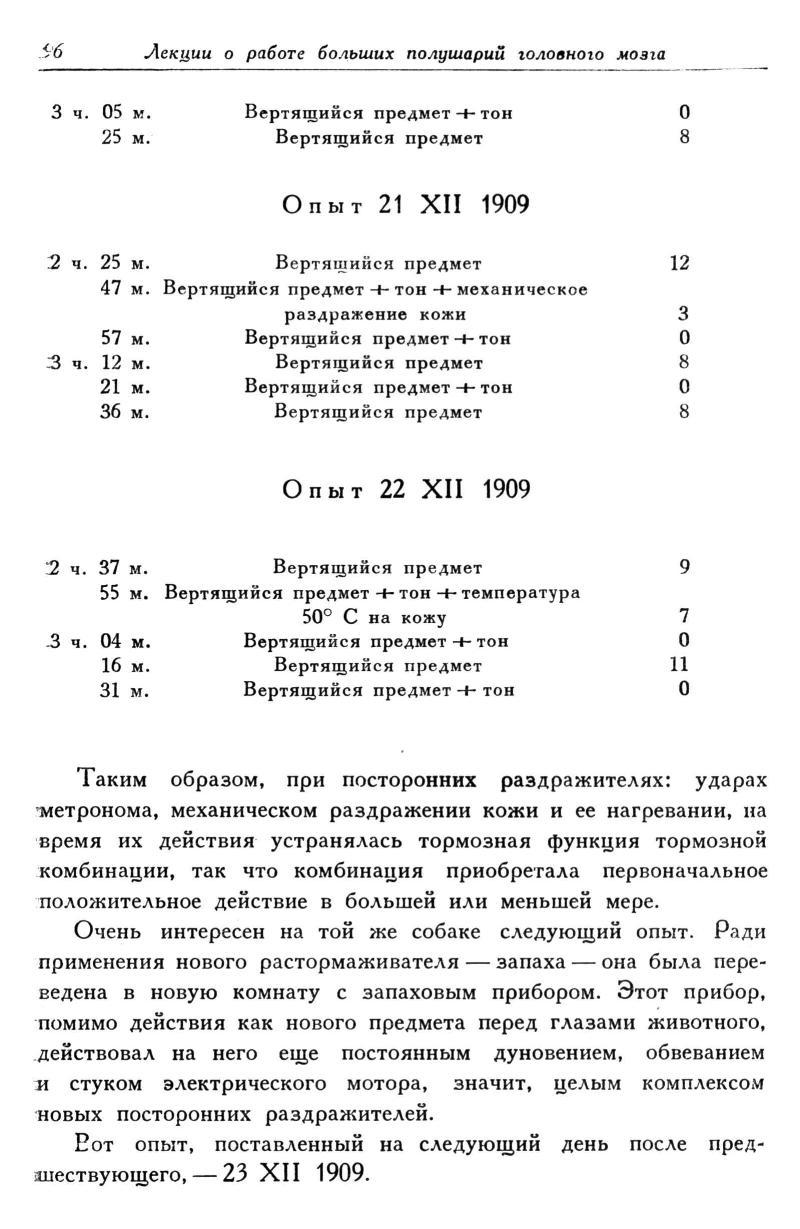 96 Лекции о работе больших полушарий головного мозга
3 ч. 05 м. Вертящийся предмет + тон 0
25 м. Вертящийся предмет 8
Опыт 21 XII 1909
2 ч. 25 м. Вертящийся предмет 12
47 м. Вертящийся предмет + тон + механическое
раздражение кожи 3
57 м. Вертящийся предмет + тон 0
3 ч. 12 м. Вертящийся предмет 8
21 м. Вертящийся предмет + тон 0
36 м. Вертящийся предмет 8
Опыт 22 XII 1909
2 ч. 37 м. Вертящийся предмет 9
55 м. Вертящийся предмет + тон + температура
50° С на кожу 7
3 ч. 04 м. Вертящийся предмет + тон 0
16 м. Вертящийся предмет 11
31 м. Вертящийся предмет + тон 0
Таким образом, при посторонних раздражителях: ударах
метронома, механическом раздражении кожи и ее нагревании, на
время их действия устранялась тормозная функция тормозной
комбинации, так что комбинация приобретала первоначальное
положительное действие в большей или меньшей мере.
Очень интересен на той же собаке следующий опыт. Ради
применения нового растормаживателя — запаха — она была пере-
ведена в новую комнату с запаховым прибором. Этот прибор,
помимо действия как нового предмета перед глазами животного,
действовал на него еще постоянным дуновением, обвеванием
и стуком электрического мотора, значит, целым комплексом
новых посторонних раздражителей.
Вот опыт, поставленный на следующий день после пред-
шествующего, — 23 XII 1909.